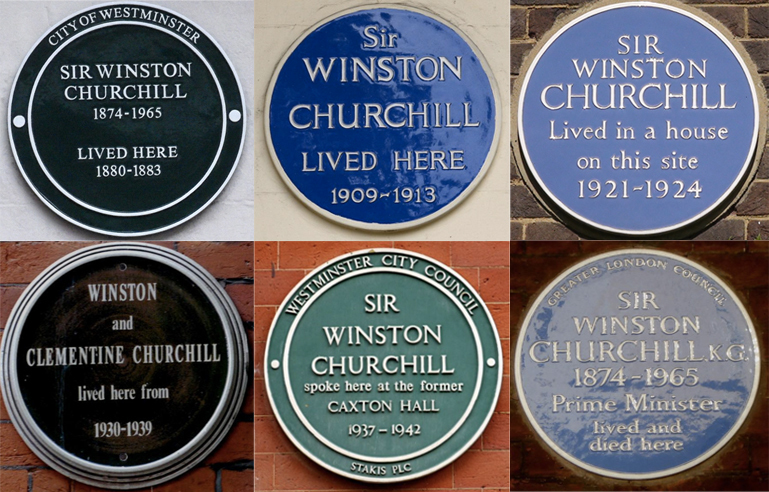 CITY OF WESTMINSTER
SIR WINSTON
CHURCHILL
1874-1965
LIVED HERE
1880-1883
Sir
WINSTON
CHURCHILL
LIVED HERE
1909-1913
SIR
WINSTON
CHURCHILL
Lived in a house
on this site
1921-1924
WINSTON
and
CLEMENTINE CHURCHILL
lived here from
1930-1939
WESTMINSTER CITY COUNCIL
SIR
WINSTON
CHURCHILL
spoke here at the former
CAXTON HALL
1937-1942
STAKIS PLC
GREATER LONDON COUNCIL
SIR
WINSTON
CHURCHILL K.G.
1874-1965
Prime Minister
lived and
died here